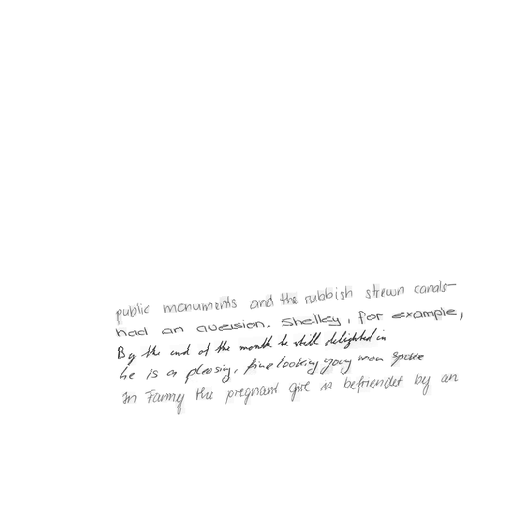 public monuments and the rubbish strewn canals-
had an aversion. Shelley, for example,
By the end of the month he still delighted in
he is a pleasing, fine looking young man
In Fanny the pregnant girl is befriended by an